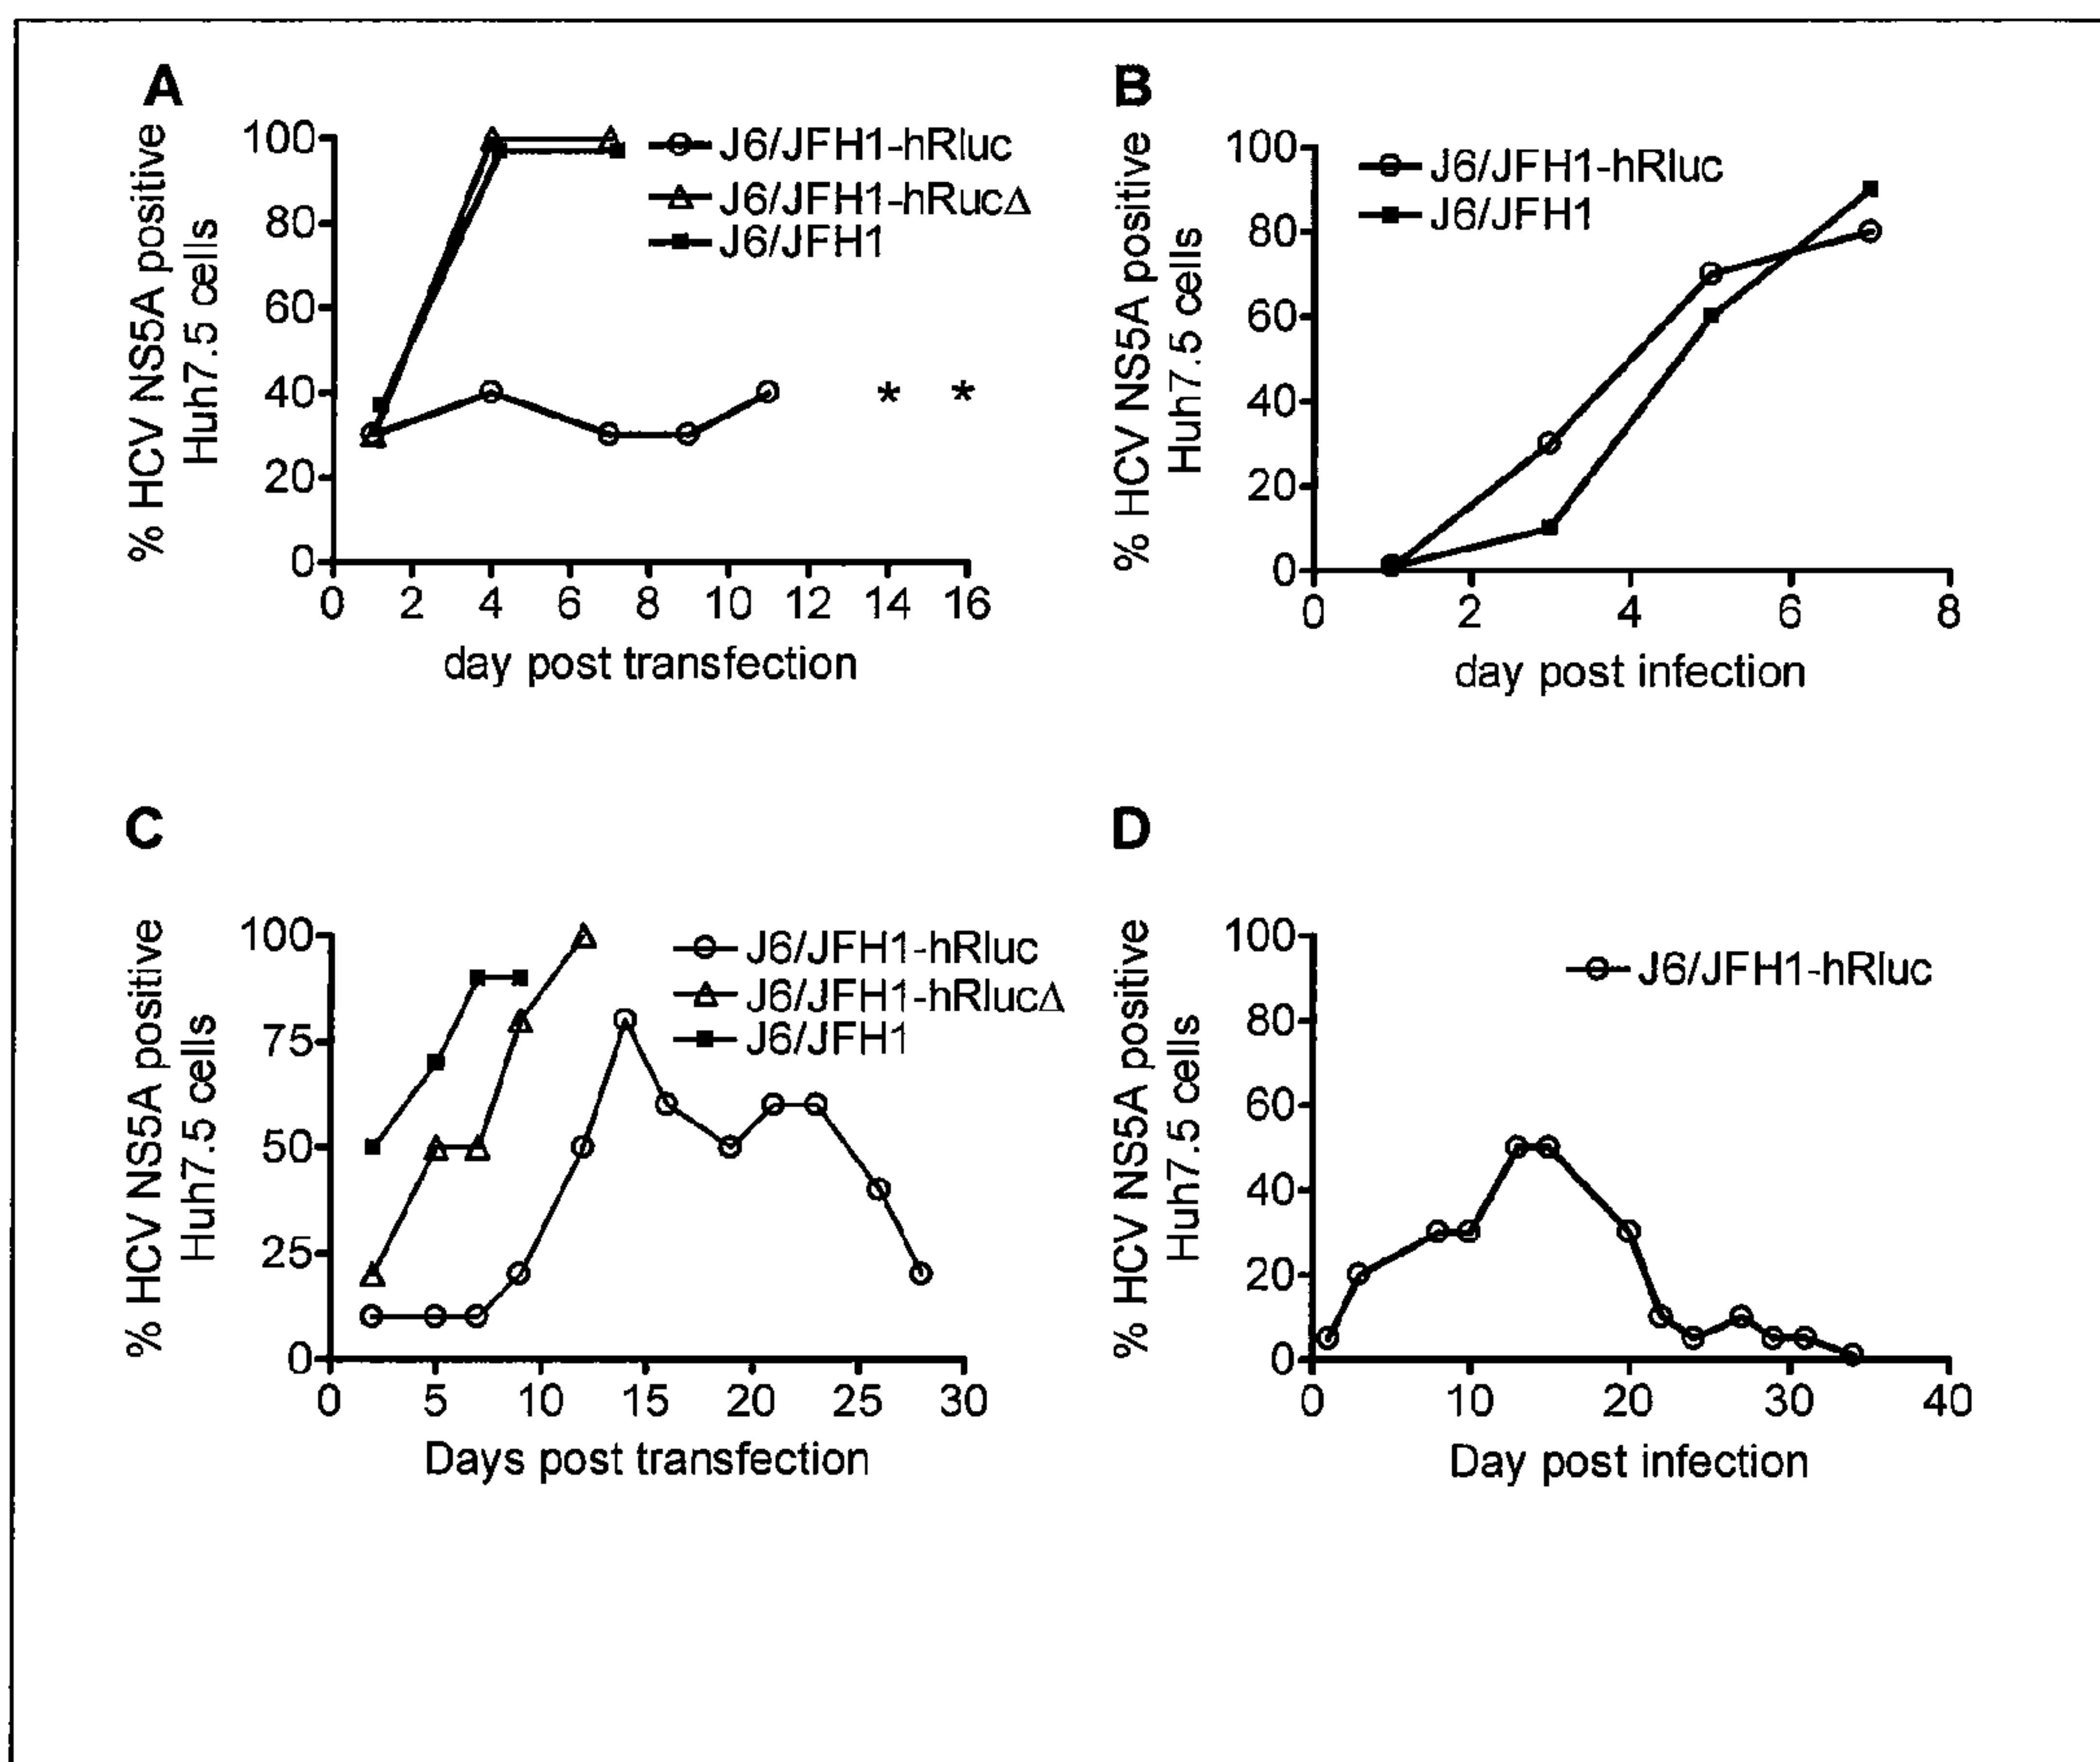 A
% HCV NS5A positive
Huh7.5 cells
100
80
60
40
20
0
J6/JFH1-hRluc
J6/JFH1-hRucΔ
J6/JFH1
* *
0 2 4 6 8 10 12 14 16
day post transfection
B
% HCV NS5A positive
Huh7.5 cells
100
80
60
40
20
0
J6/JFH1-hRluc
J6/JFH1
0 2 4 6 8
day post infection
C
% HCV NS5A positive
Huh7.5 cells
100
75
50
25
0
J6/JFH1-hRluc
J6/JFH1-hRlucΔ
J6/JFH1
0 5 10 15 20 25 30
Days post transfection
D
% HCV NS5A positive
Huh7.5 cells
100
80
60
40
20
0
J6/JFH1-hRluc
0 10 20 30 40
Day post infection